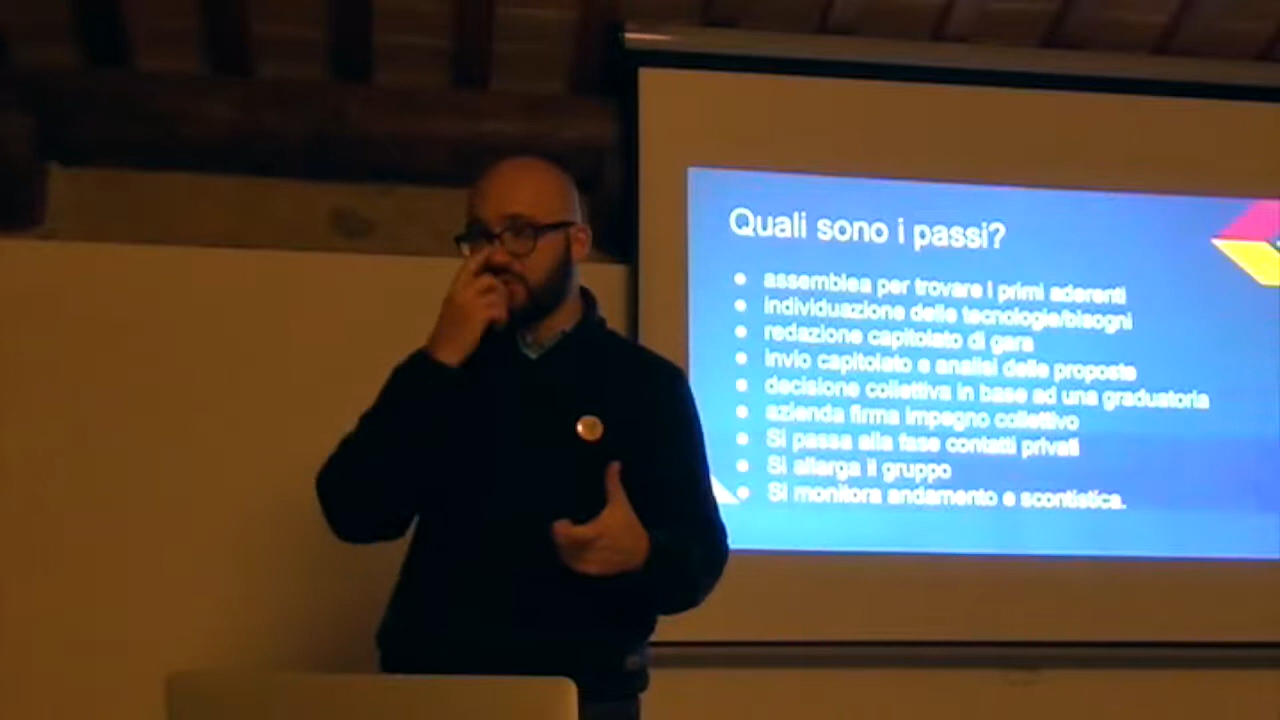 Quali sono i passi?
assemblea per trovare i primi aderenti
individuazione delle tecnologie/bisogni
redazione capitolato di gara
invio capitolato e analisi delle proposte
decisione collettiva in base ad una graduatoria
azienda firma impegno collettivo
Si passa alla fase contatti privati
Si allarga il gruppo
Si monitora andamento e scontistica.